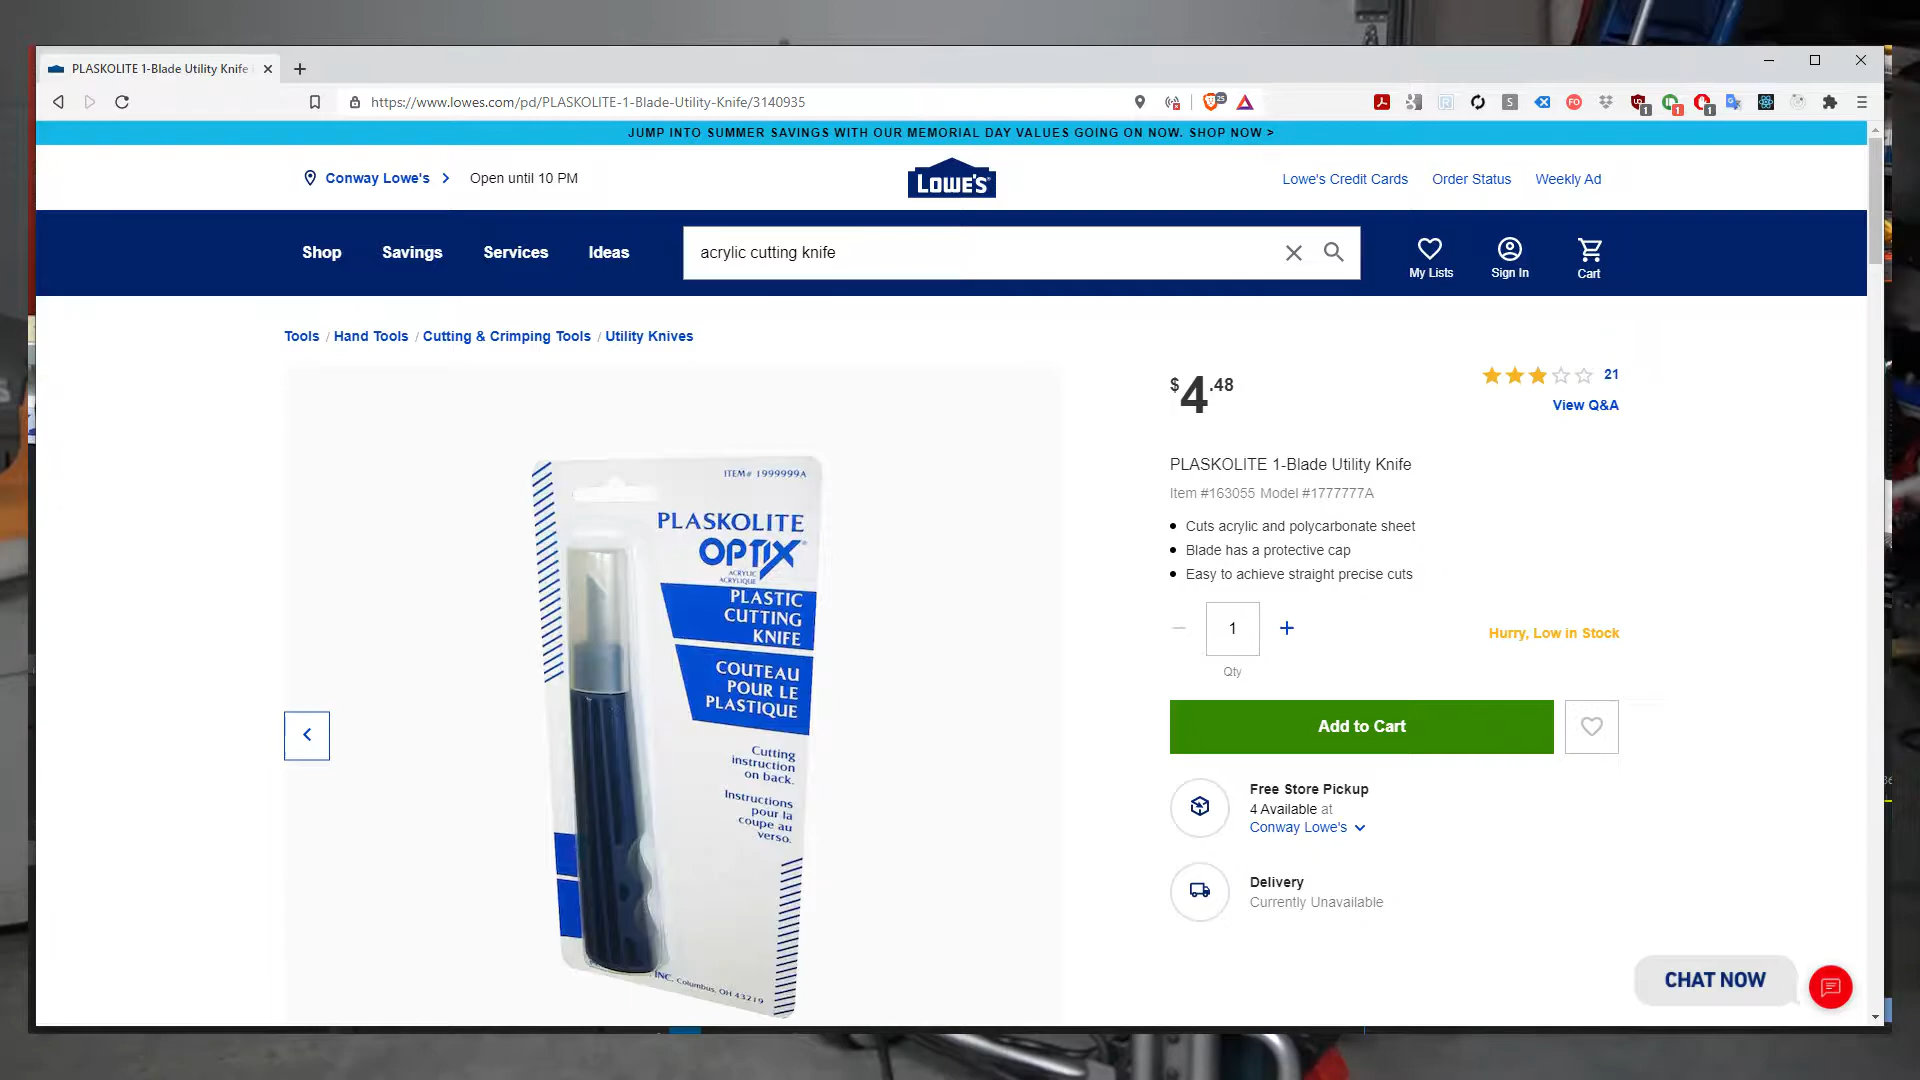 PLASKOLITE 1-Blade Utility Knife
https://www.lowes.com/pd/PLASKOLITE-1-Blade-Utility-Knife/3140935
JUMP INTO SUMMER SAVINGS WITH OUR MEMORIAL DAY VALUES GOING ON NOW. SHOP NOW >
Conway Lowe's
Open until 10 PM
LOWE'S
Lowe's Credit Cards
Order Status
Weekly Ad
Shop
Savings
Services
Ideas
acrylic cutting knife
My Lists
Sign In
Cart
Tools / Hand Tools / Cutting & Crimping Tools / Utility Knives
$4.48
21
View Q&A
PLASKOLITE 1-Blade Utility Knife
Item #163055 Model #1777777A
Cuts acrylic and polycarbonate sheet
Blade has a protective cap
Easy to achieve straight precise cuts
1
Qty
Hurry, Low in Stock
Add to Cart
Free Store Pickup
4 Available at
Conway Lowe's
Delivery
Currently Unavailable
CHAT NOW
ITEM# 1999999A
PLASKOLITE
OPTIX
ACRYLIC
ACRYLIQUE
PLASTIC
CUTTING
KNIFE
COUTEAU
POUR LE
PLASTIQUE
Cutting
instruction
on back.
Instructions
pour la
coupe au
verso.
INC. Columbus, OH 43219